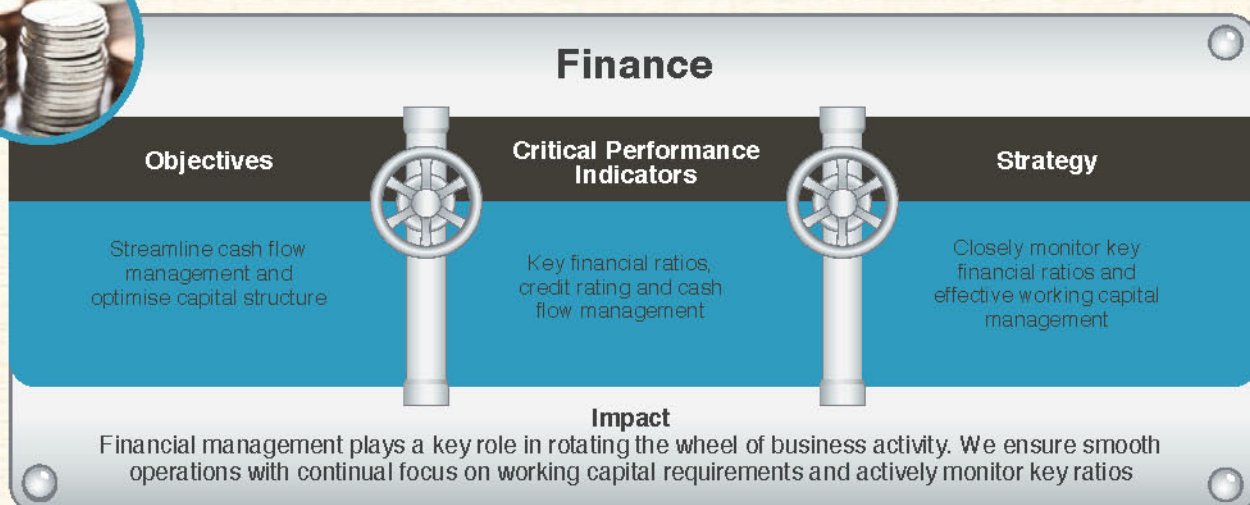 Finance
Objectives
Critical Performance
Indicators
Strategy
Streamline cash flow
management and
optimise capital structure
Key financial ratios,
credit rating and cash
flow management
Closely monitor key
financial ratios and
effective working capital
management
Impact
Financial management plays a key role in rotating the wheel of business activity. We ensure smooth
operations with continual focus on working capital requirements and actively monitor key ratios